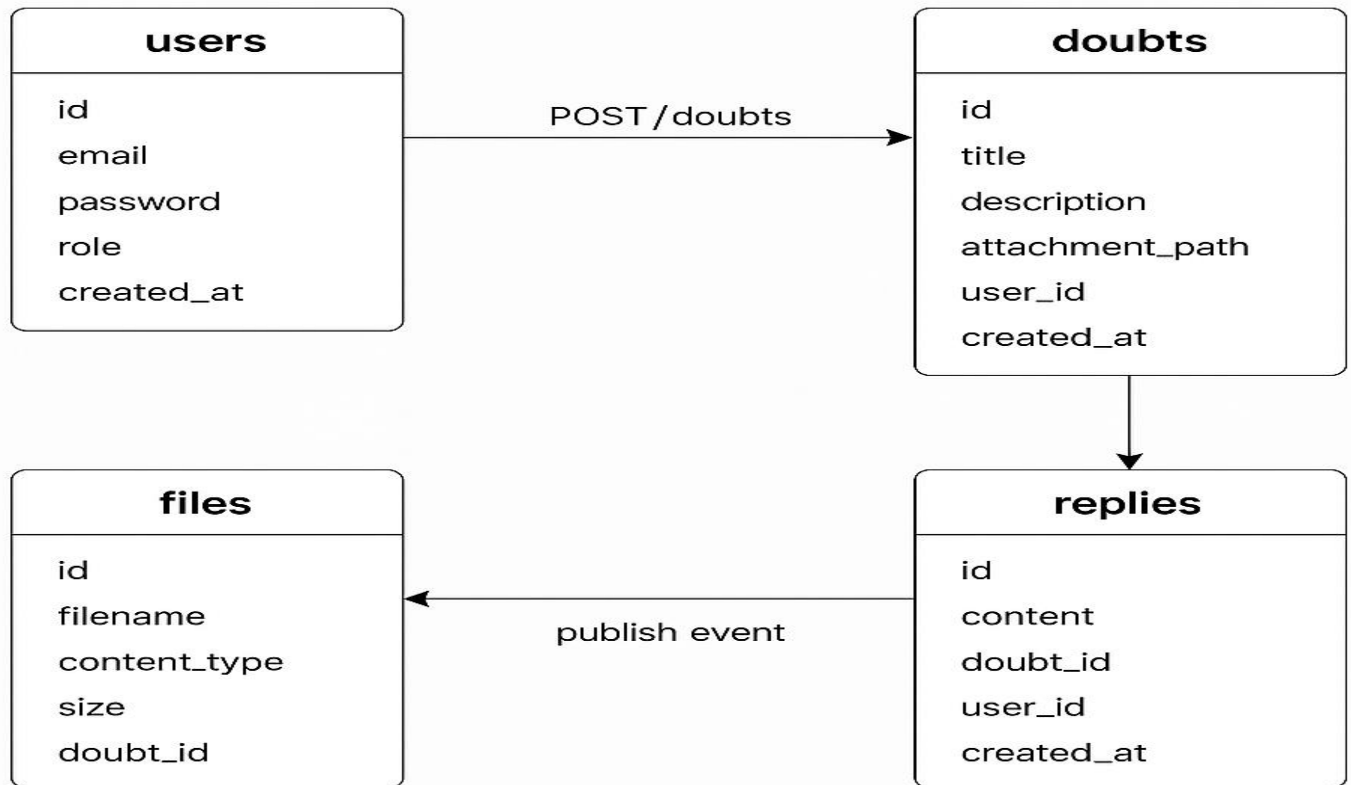 users
id
email
password
role
created_at
POST/doubts
doubts
id
title
description
attachment_path
user_id
created_at
files
id
filename
content_type
size
doubt_id
publish event
replies
id
content
doubt_id
user_id
created_at